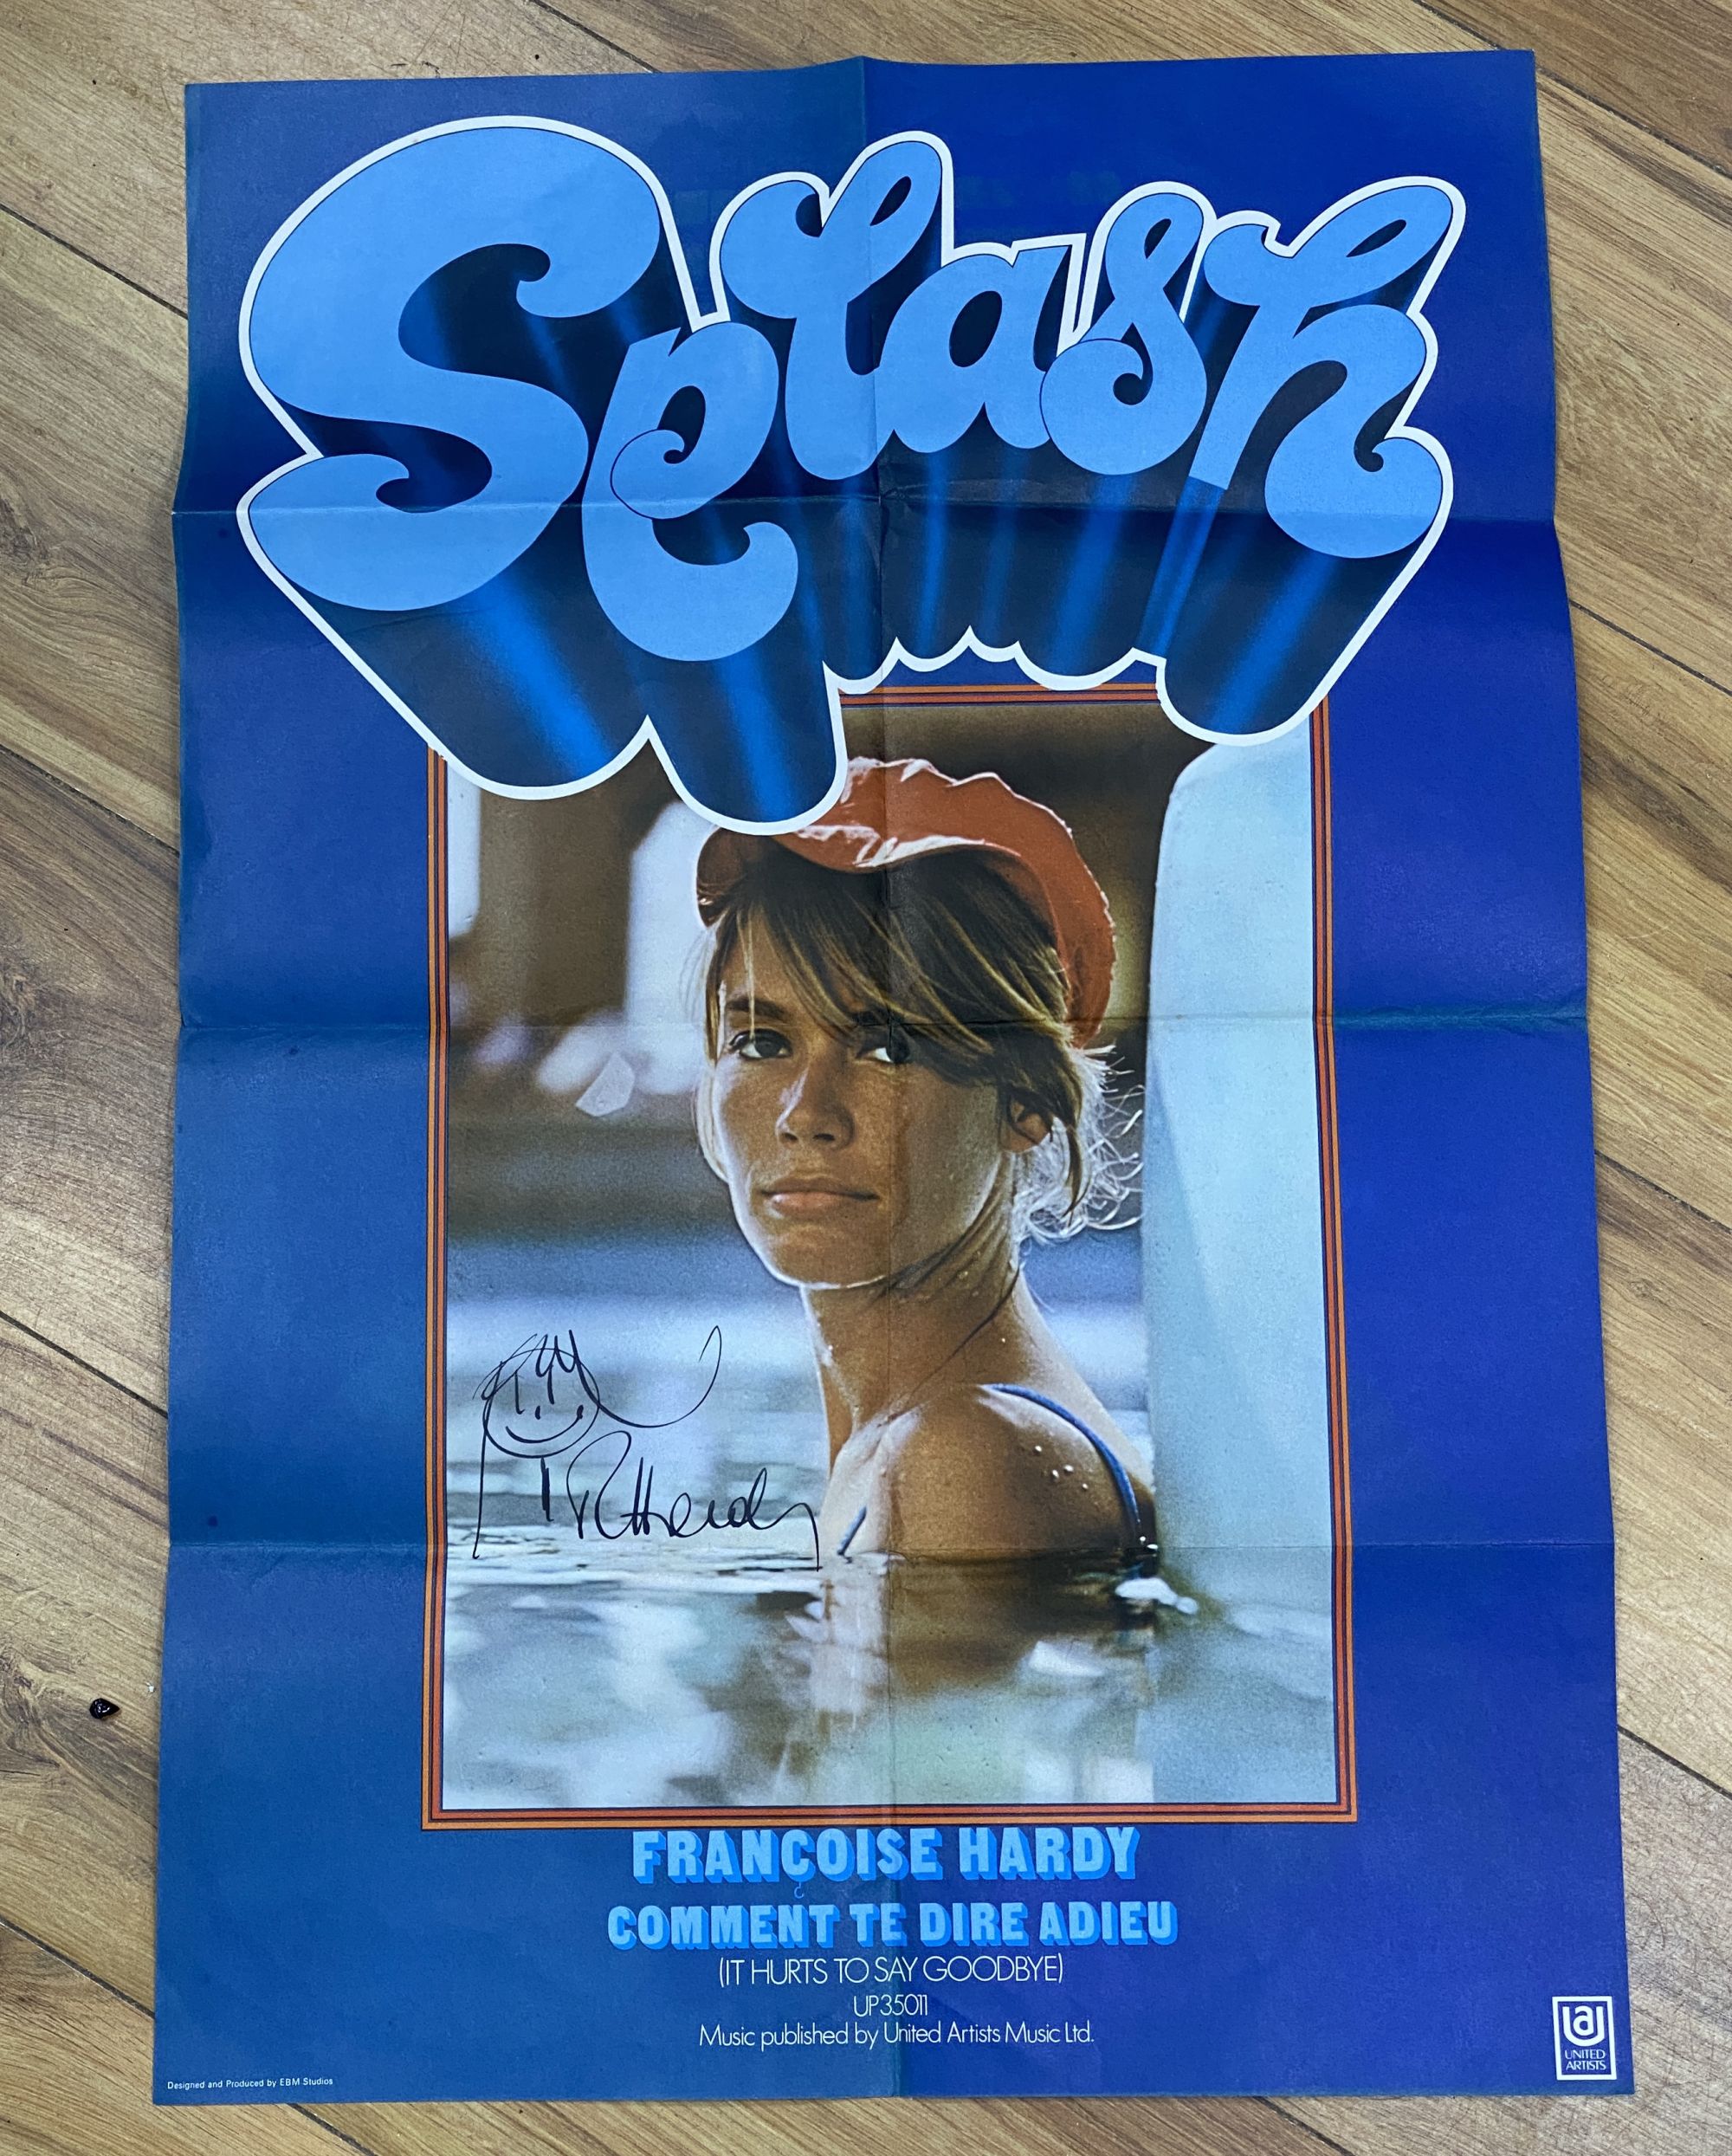 Splash
FRANÇOISE HARDY
COMMENT TE DIRE ADIEU
(IT HURTS TO SAY GOODBYE)
UP35011
Music published by United Artists Music Ltd.
UA
UNITED
ARTISTS
Designed and Produced by EBM Studios